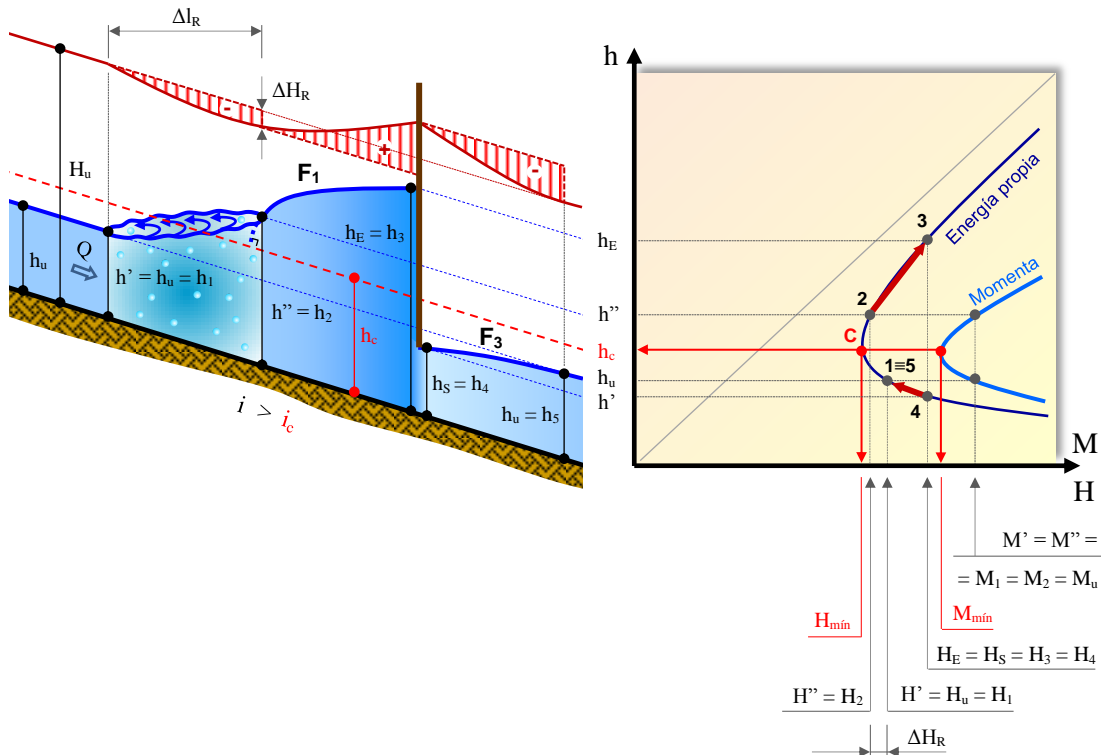 Δl_R
ΔH_R
-
+
-
H_u
F₁
Q
h_u
h' = h_u = h₁
h'' = h₂
h_E = h₃
h_c
F₃
h_S = h₄
h_u = h₅
i > i_c
h_E
h''
h_c
h_u
h'
h
Energía propia
3
Momenta
2
C
1≡5
4
M
H
M' = M'' =
= M₁ = M₂ = M_u
H_mín
M_mín
H_E = H_S = H₃ = H₄
H'' = H₂
H' = H_u = H₁
ΔH_R